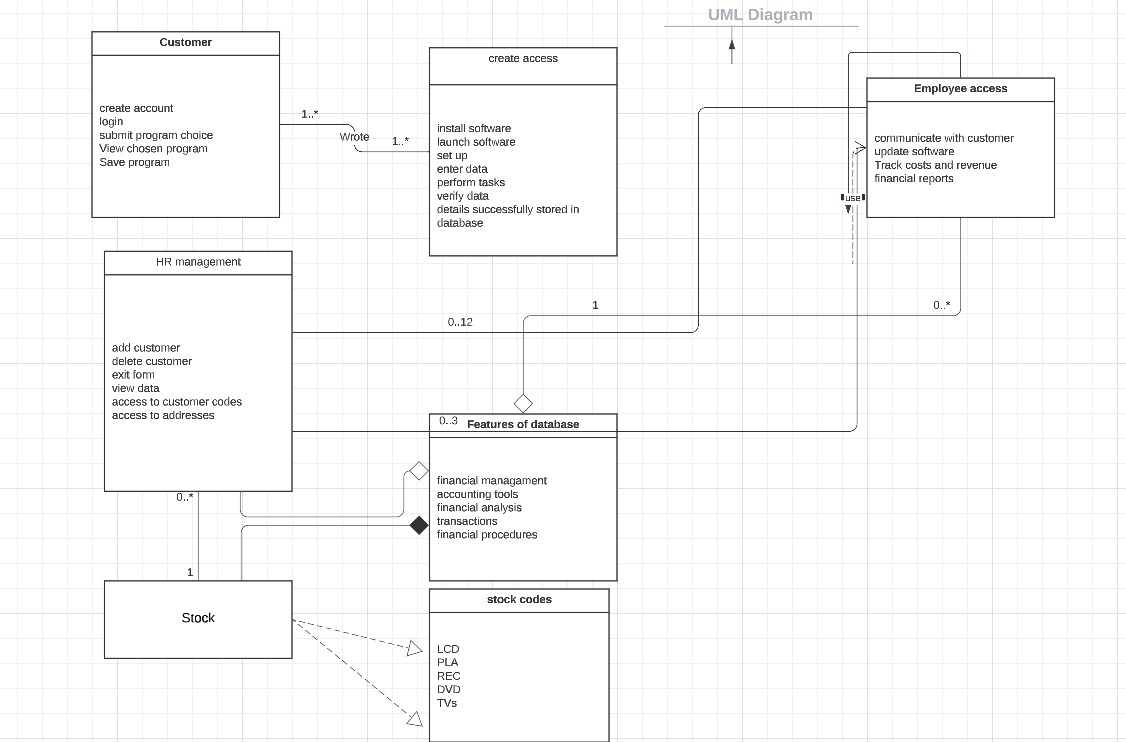 UML Diagram
Customer
create account
login
submit program choice
View chosen program
Save program
1..*
Wrote
1..*
create access
install software
launch software
set up
enter data
perform tasks
verify data
details successfully stored in
database
Employee access
communicate with customer
update software
Track costs and revenue
financial reports
use
HR management
add customer
delete customer
exit form
view data
access to customer codes
access to addresses
0..12
1
0..*
0..3
Features of database
financial managament
accounting tools
financial analysis
transactions
financial procedures
0..*
1
Stock
stock codes
LCD
PLA
REC
DVD
TVs